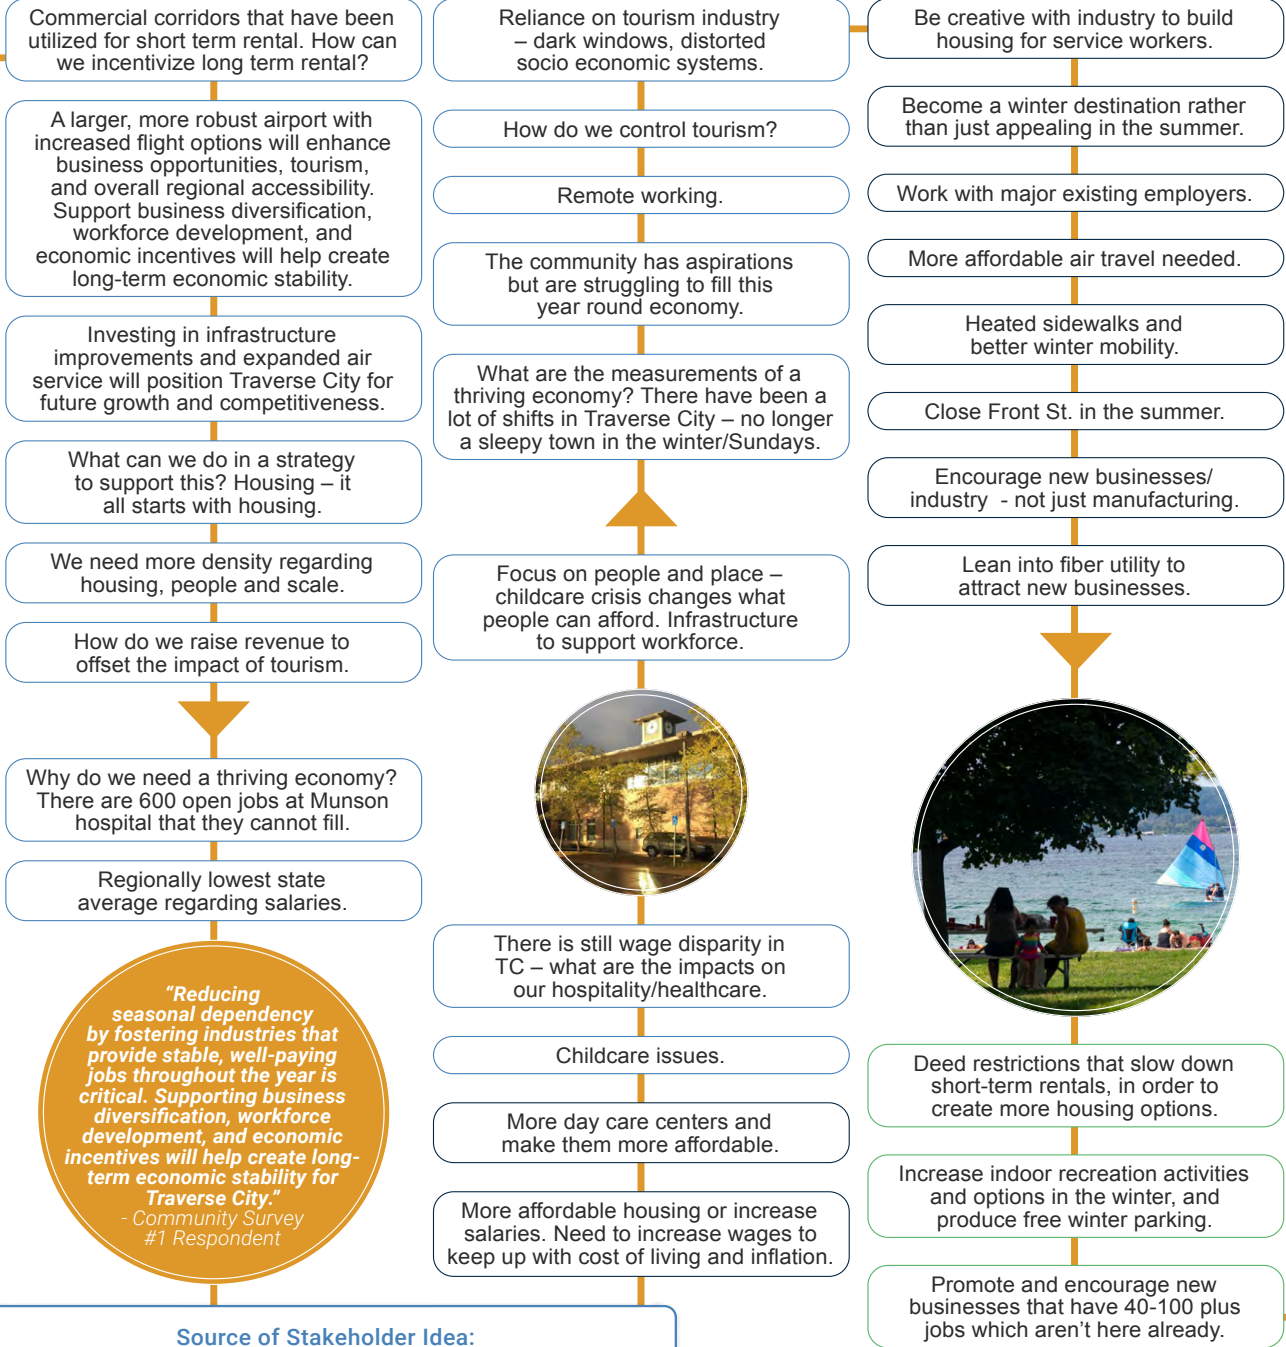 Commercial corridors that have been
utilized for short term rental. How can
we incentivize long term rental?
A larger, more robust airport with
increased flight options will enhance
business opportunities, tourism,
and overall regional accessibility.
Support business diversification,
workforce development, and
economic incentives will help create
long-term economic stability.
Investing in infrastructure
improvements and expanded air
service will position Traverse City for
future growth and competitiveness.
What can we do in a strategy
to support this? Housing – it
all starts with housing.
We need more density regarding
housing, people and scale.
How do we raise revenue to
offset the impact of tourism.
Why do we need a thriving economy?
There are 600 open jobs at Munson
hospital that they cannot fill.
Regionally lowest state
average regarding salaries.
"Reducing
seasonal dependency
by fostering industries that
provide stable, well-paying
jobs throughout the year is
critical. Supporting business
diversification, workforce
development, and economic
incentives will help create long-
term economic stability for
Traverse City."
- Community Survey
#1 Respondent
Source of Stakeholder Idea:
Reliance on tourism industry
– dark windows, distorted
socio economic systems.
How do we control tourism?
Remote working.
The community has aspirations
but are struggling to fill this
year round economy.
What are the measurements of a
thriving economy? There have been a
lot of shifts in Traverse City – no longer
a sleepy town in the winter/Sundays.
Focus on people and place –
childcare crisis changes what
people can afford. Infrastructure
to support workforce.
There is still wage disparity in
TC – what are the impacts on
our hospitality/healthcare.
Childcare issues.
More day care centers and
make them more affordable.
More affordable housing or increase
salaries. Need to increase wages to
keep up with cost of living and inflation.
Be creative with industry to build
housing for service workers.
Become a winter destination rather
than just appealing in the summer.
Work with major existing employers.
More affordable air travel needed.
Heated sidewalks and
better winter mobility.
Close Front St. in the summer.
Encourage new businesses/
industry  - not just manufacturing.
Lean into fiber utility to
attract new businesses.
Deed restrictions that slow down
short-term rentals, in order to
create more housing options.
Increase indoor recreation activities
and options in the winter, and
produce free winter parking.
Promote and encourage new
businesses that have 40-100 plus
jobs which aren't here already.